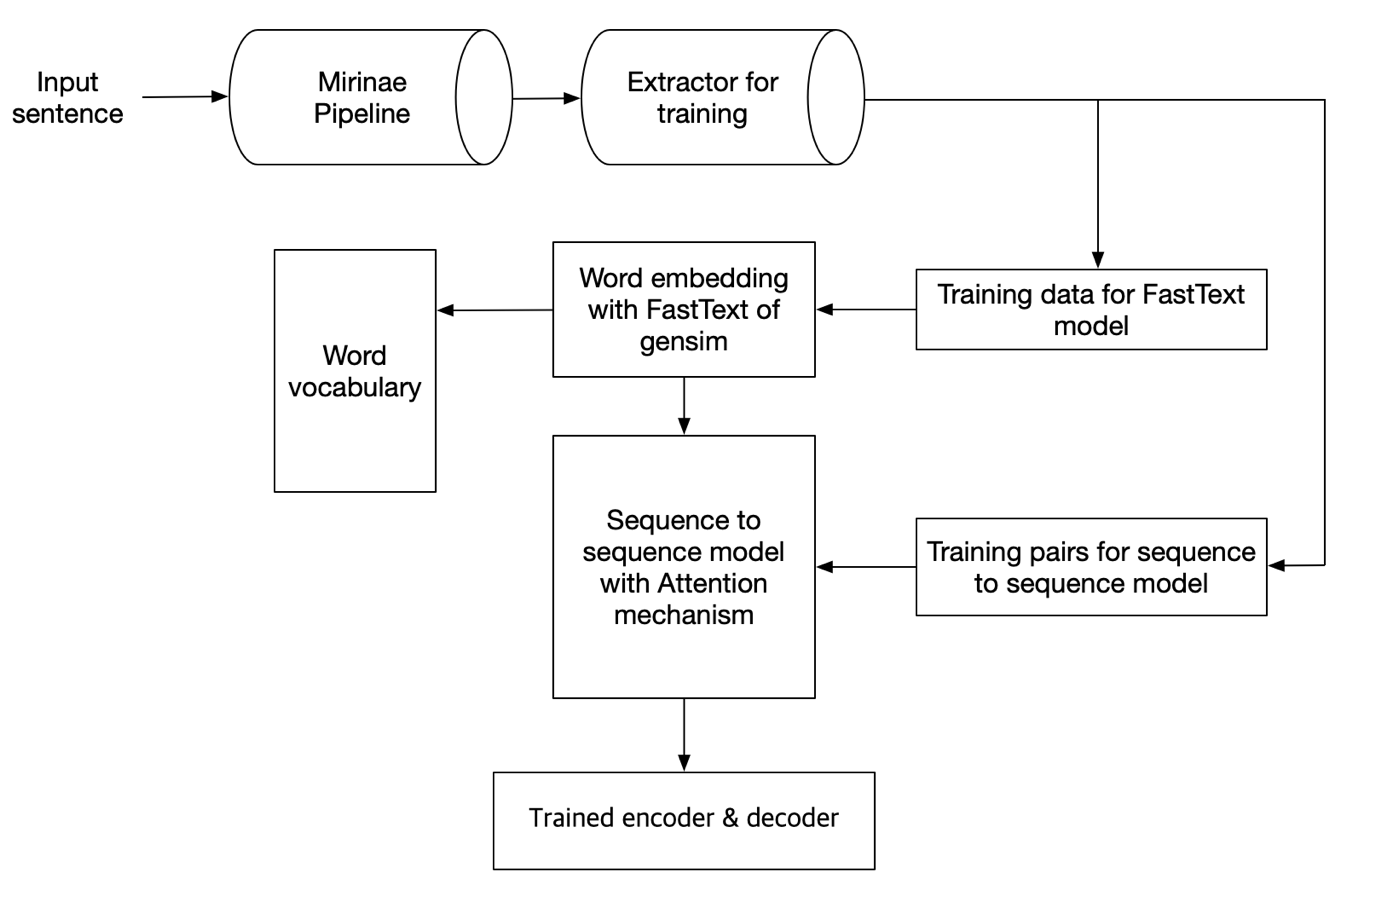 Input
sentence
Mirinae
Pipeline
Extractor for
training
Word
vocabulary
Word embedding
with FastText of
gensim
Training data for FastText
model
Sequence to
sequence model
with Attention
mechanism
Training pairs for sequence
to sequence model
Trained encoder & decoder